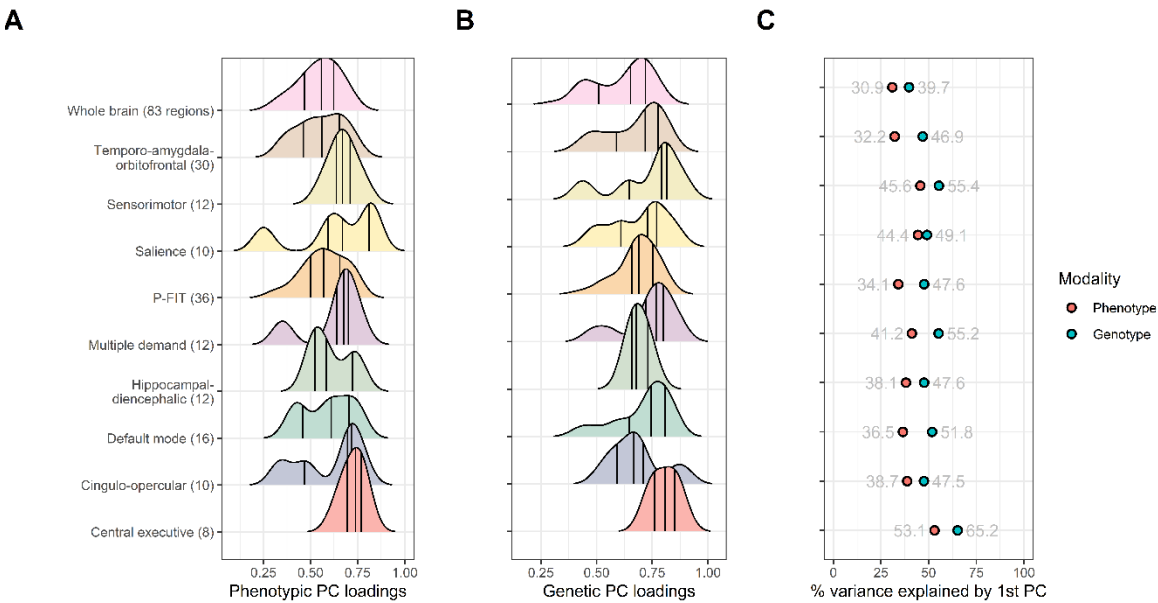 A
B
C
Whole brain (83 regions)
Temporo-amygdala-
orbitofrontal (30)
Sensorimotor (12)
Salience (10)
P-FIT (36)
Multiple demand (12)
Hippocampal-
diencephalic (12)
Default mode (16)
Cingulo-opercular (10)
Central executive (8)
0.25 0.50 0.75 1.00
Phenotypic PC loadings
0.25 0.50 0.75 1.00
Genetic PC loadings
30.9 39.7
32.2 46.9
45.6 55.4
44.4 49.1
34.1 47.6
41.2 55.2
38.1 47.6
36.5 51.8
38.7 47.5
53.1 65.2
0 25 50 75 100
% variance explained by 1st PC
Modality
Phenotype
Genotype